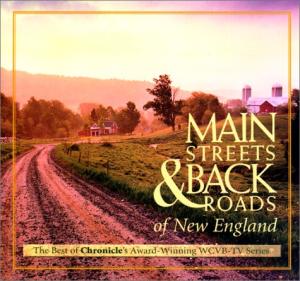 MAIN
STREETS
& BACK
ROADS
of New England
The Best of Chronicle's Award-Winning WCVB-TV Series